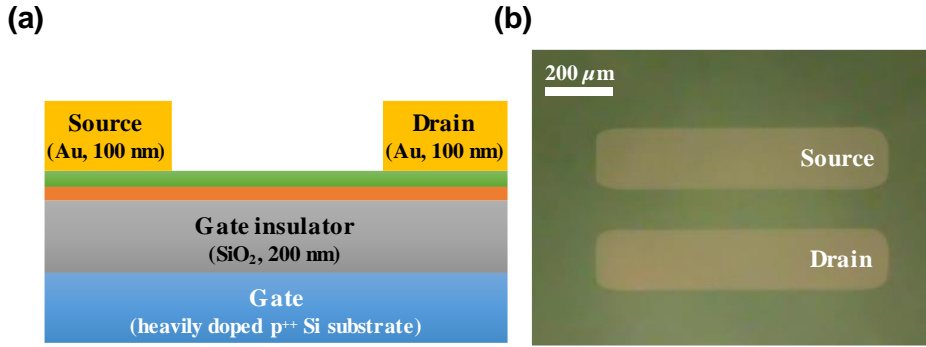 (a)
Source
(Au, 100 nm)
Drain
(Au, 100 nm)
Gate insulator
(SiO₂, 200 nm)
Gate
(heavily doped p⁺⁺ Si substrate)
(b)
200 μm
Source
Drain